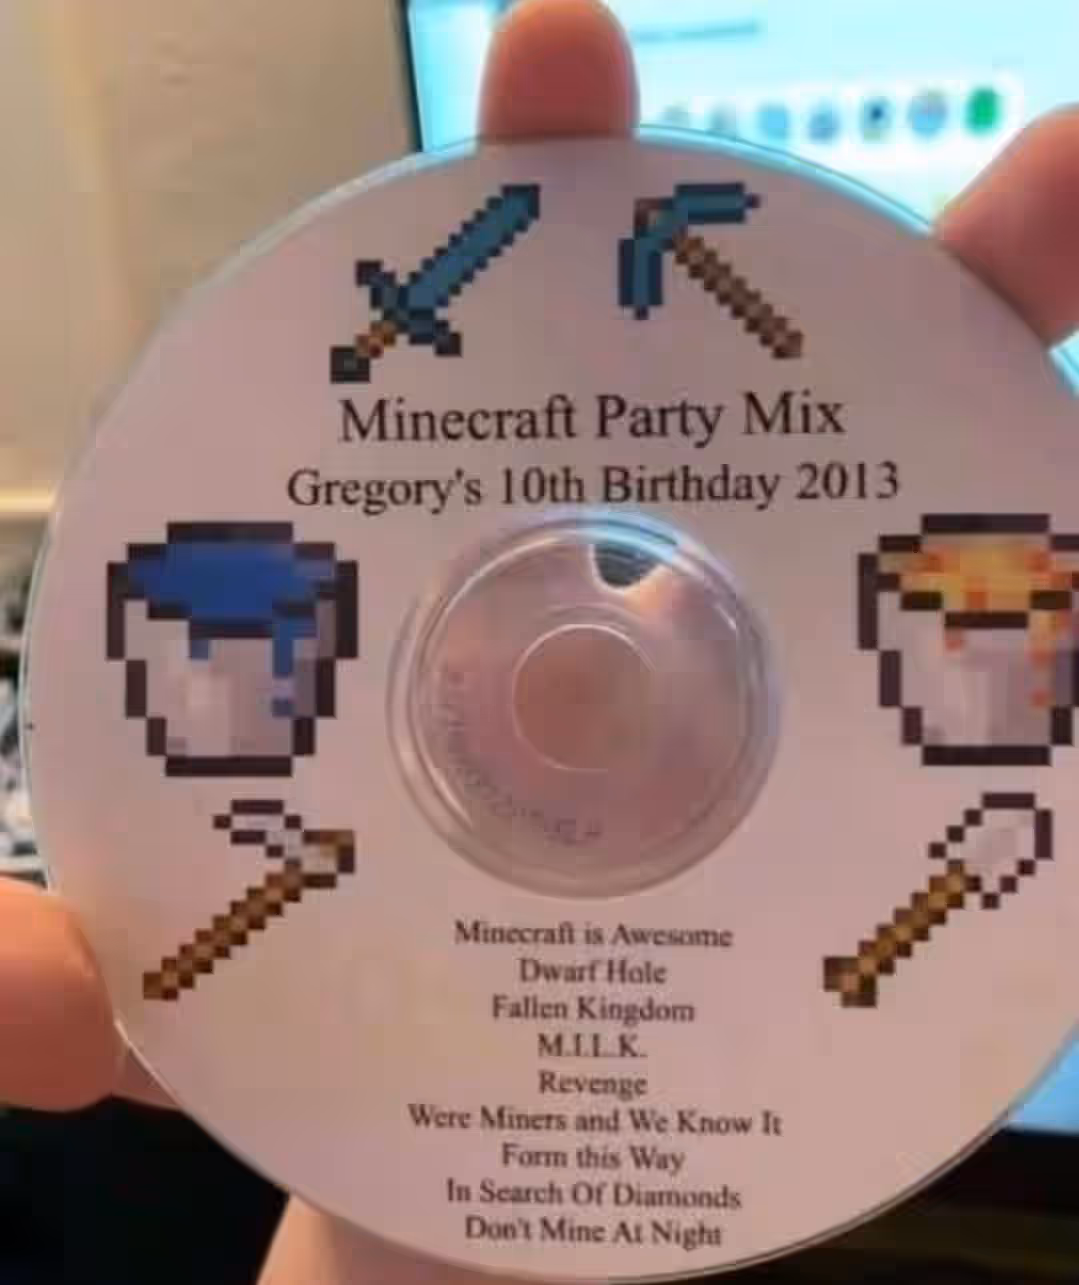 Minecraft Party Mix
Gregory's 10th Birthday 2013
Minecraft is Awesome
Dwarf Hole
Fallen Kingdom
M.I.L.K.
Revenge
Were Miners and We Know It
Form this Way
In Search Of Diamonds
Don't Mine At Night